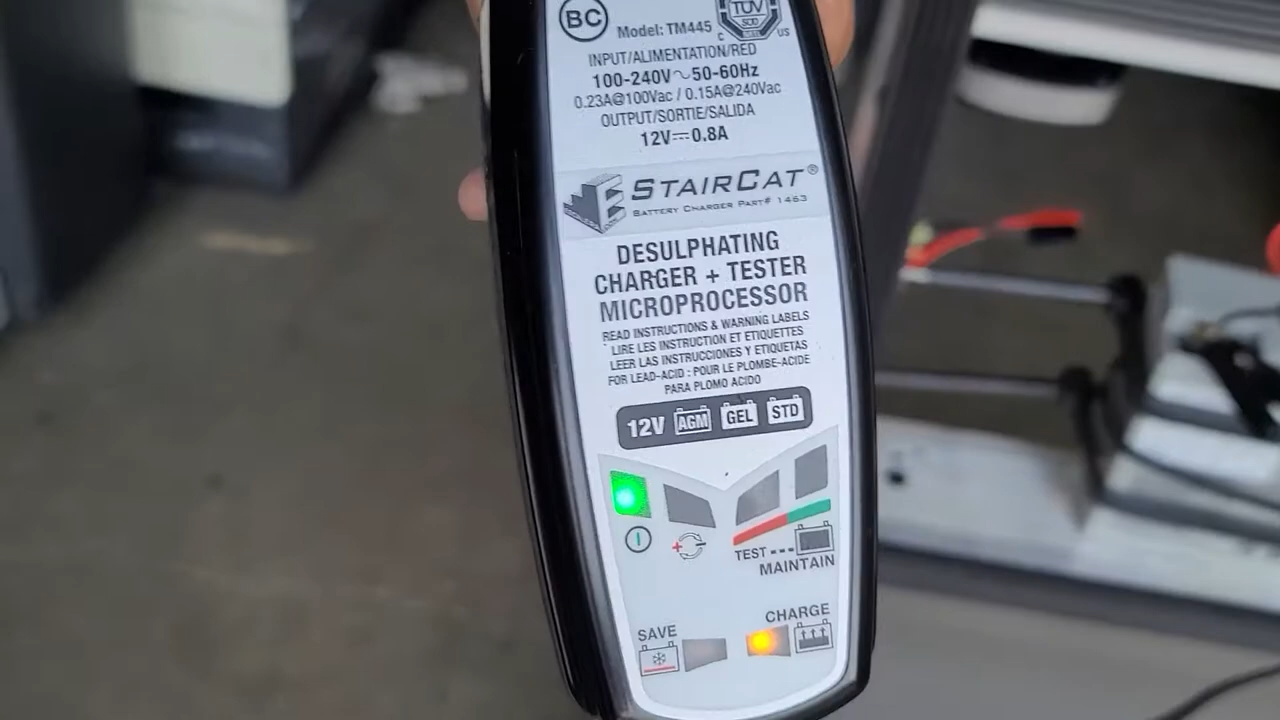 BC
Model: TM445
TÜV
SÜD
C US
INPUT/ALIMENTATION/RED
100-240V~50-60Hz
0.23A@100Vac / 0.15A@240Vac
OUTPUT/SORTIE/SALIDA
12V⎓0.8A
STAIRCAT®
BATTERY CHARGER PART# 1463
DESULPHATING
CHARGER + TESTER
MICROPROCESSOR
READ INSTRUCTIONS & WARNING LABELS
LIRE LES INSTRUCTION ET ETIQUETTES
LEER LAS INSTRUCCIONES Y ETIQUETAS
FOR LEAD-ACID : POUR LE PLOMBE-ACIDE
PARA PLOMO ACIDO
12V AGM GEL STD
TEST
MAINTAIN
CHARGE
SAVE